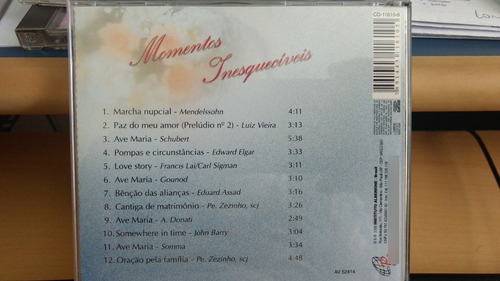 Momentos
Inesquecíveis
1. Marcha nupcial - Mendelssohn 4:11
2. Paz do meu amor (Prelúdio nº 2) - Luiz Vieira 3:13
3. Ave Maria - Schubert 5:38
4. Pompas e circunstâncias - Edward Elgar 3:33
5. Love story - Francis Lai/Carl Sigman 3:11
6. Ave Maria - Gounod 3:21
7. Bênção das alianças - Eduard Assad 3:16
8. Cantiga de matrimônio - Pe. Zezinho, scj 3:26
9. Ave Maria - A. Donati 2:49
10. Somewhere in time - John Barry 3:04
11. Ave Maria - Somma 3:34
12. Oração pela família - Pe. Zezinho, scj 4:48